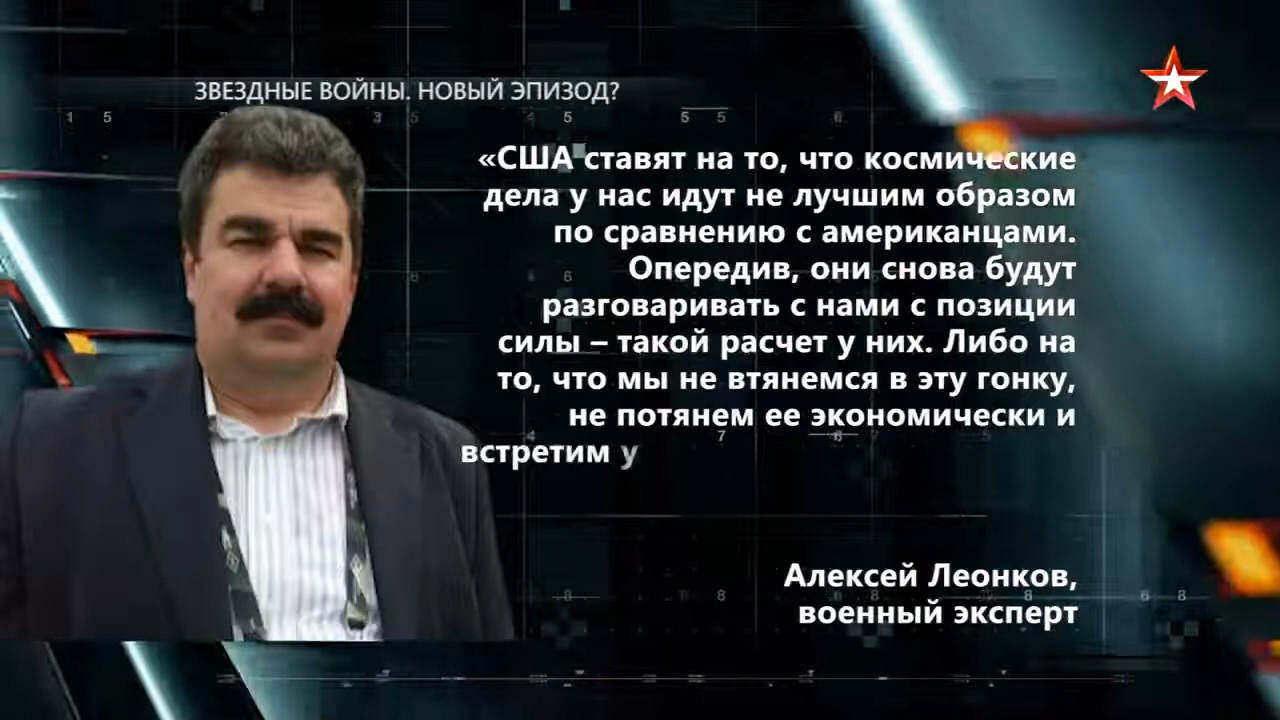 ЗВЕЗДНЫЕ ВОЙНЫ. НОВЫЙ ЭПИЗОД?
«США ставят на то, что космические
дела у нас идут не лучшим образом
по сравнению с американцами.
Опередив, они снова будут
разговаривать с нами с позиции
силы – такой расчет у них. Либо на
то, что мы не втянемся в эту гонку,
не потянем ее экономически и
встретим у
Алексей Леонков,
военный эксперт